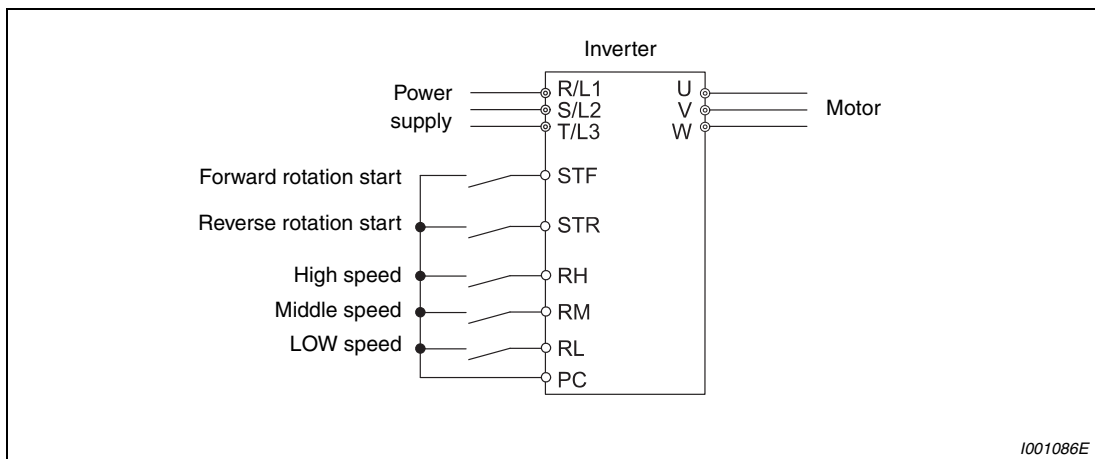 Inverter
Power
supply
R/L1
S/L2
T/L3
U
V
W
Motor
Forward rotation start
STF
Reverse rotation start
STR
High speed
RH
Middle speed
RM
LOW speed
RL
PC
I001086E